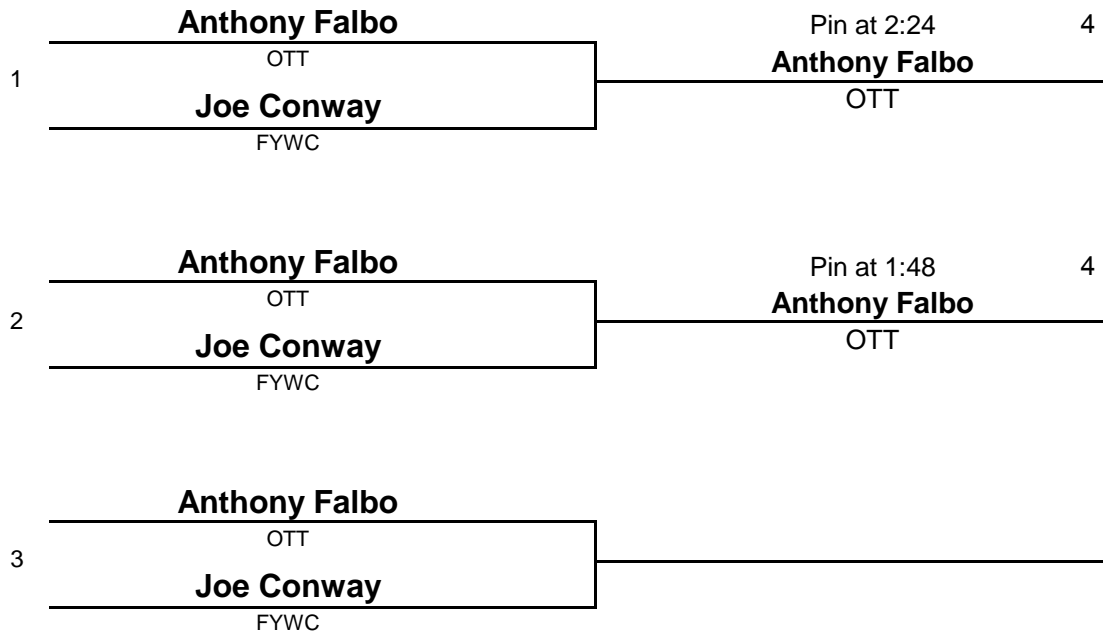 Anthony Falbo
OTT
1
Joe Conway
FYWC
Pin at 2:24 4
Anthony Falbo
OTT
Anthony Falbo
OTT
2
Joe Conway
FYWC
Pin at 1:48 4
Anthony Falbo
OTT
Anthony Falbo
OTT
3
Joe Conway
FYWC